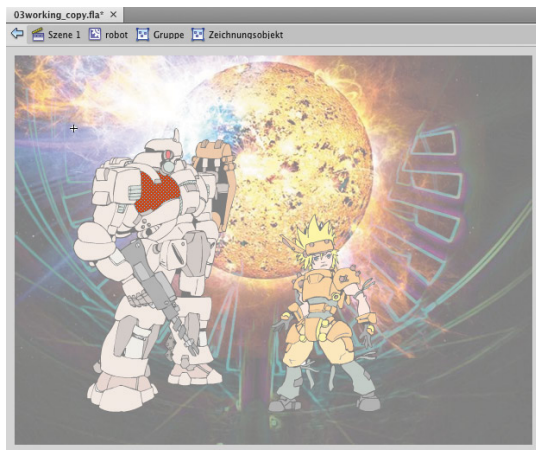 03working_copy.fla* ×
Szene 1 robot Gruppe Zeichnungsobjekt